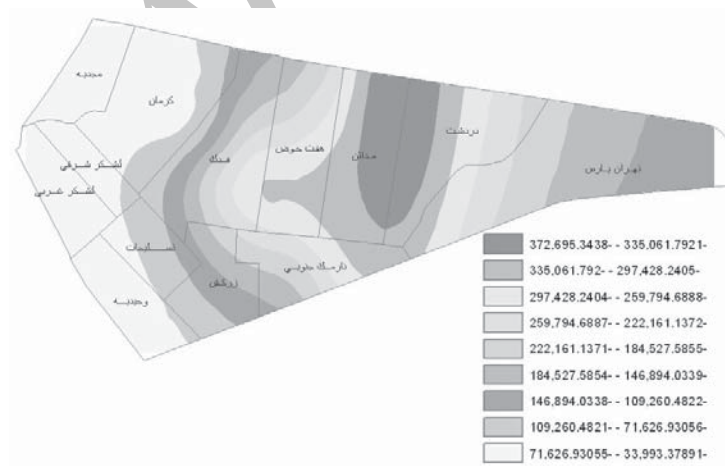 مجدیه
کرمان
لشکر شرقی
لشکر غربی
فدک
هفت حوض
مدائن
دردشت
تهران پارس
تسلیحات
وحیدیه
زرکش
نارمک جنوبی
372,695.3438- - 335,061.7921-
335,061.792- - 297,428.2405-
297,428.2404- - 259,794.6888-
259,794.6887- - 222,161.1372-
222,161.1371- - 184,527.5855-
184,527.5854- - 146,894.0339-
146,894.0338- - 109,260.4822-
109,260.4821- - 71,626.93056-
71,626.93055- - 33,993.37891-